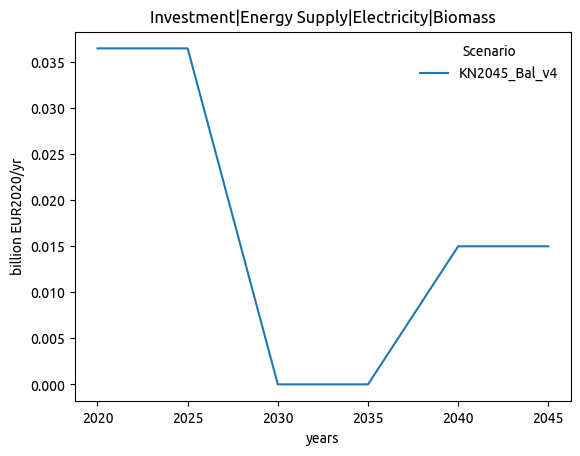 Investment|Energy Supply|Electricity|Biomass
Scenario
KN2045_Bal_v4
billion EUR2020/yr
0.035
0.030
0.025
0.020
0.015
0.010
0.005
0.000
2020 2025 2030 2035 2040 2045
years